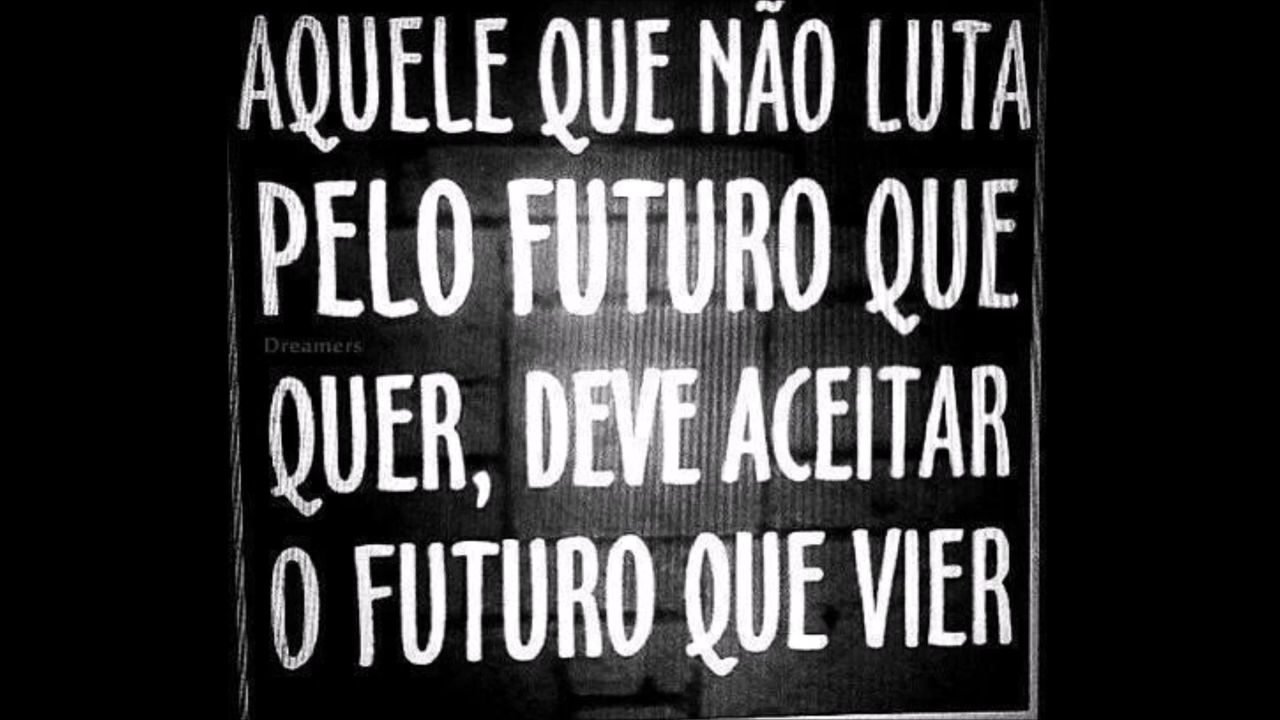 AQUELE QUE NÃO LUTA
PELO FUTURO QUE
Dreamers
QUER, DEVE ACEITAR
O FUTURO QUE VIER